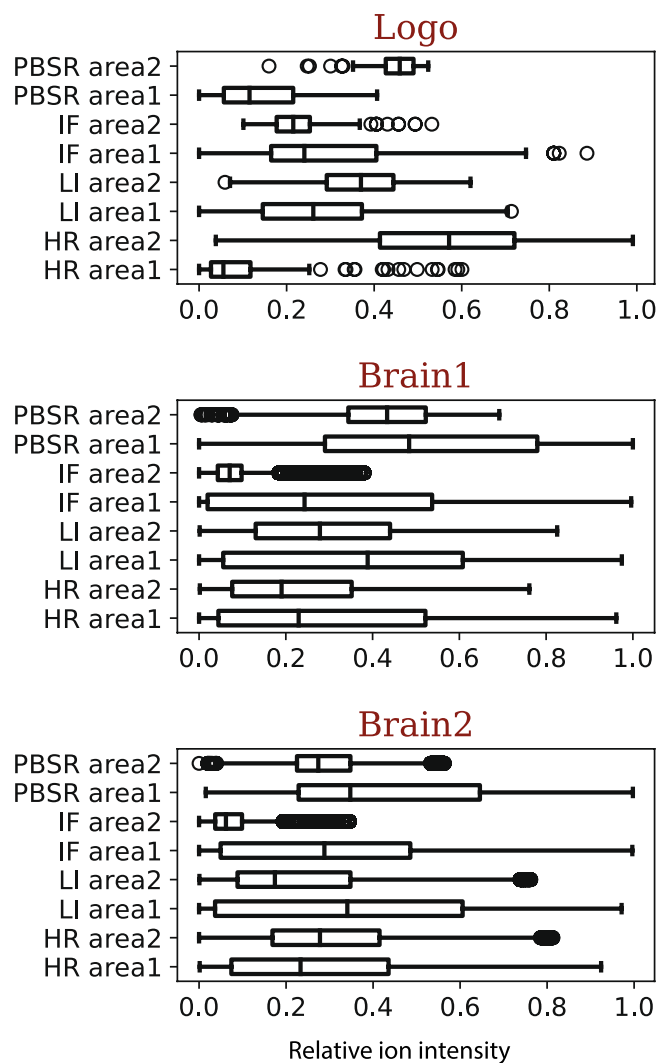 Logo
PBSR area2
PBSR area1
IF area2
IF area1
LI area2
LI area1
HR area2
HR area1
0.0 0.2 0.4 0.6 0.8 1.0
Brain1
PBSR area2
PBSR area1
IF area2
IF area1
LI area2
LI area1
HR area2
HR area1
0.0 0.2 0.4 0.6 0.8 1.0
Brain2
PBSR area2
PBSR area1
IF area2
IF area1
LI area2
LI area1
HR area2
HR area1
0.0 0.2 0.4 0.6 0.8 1.0
Relative ion intensity